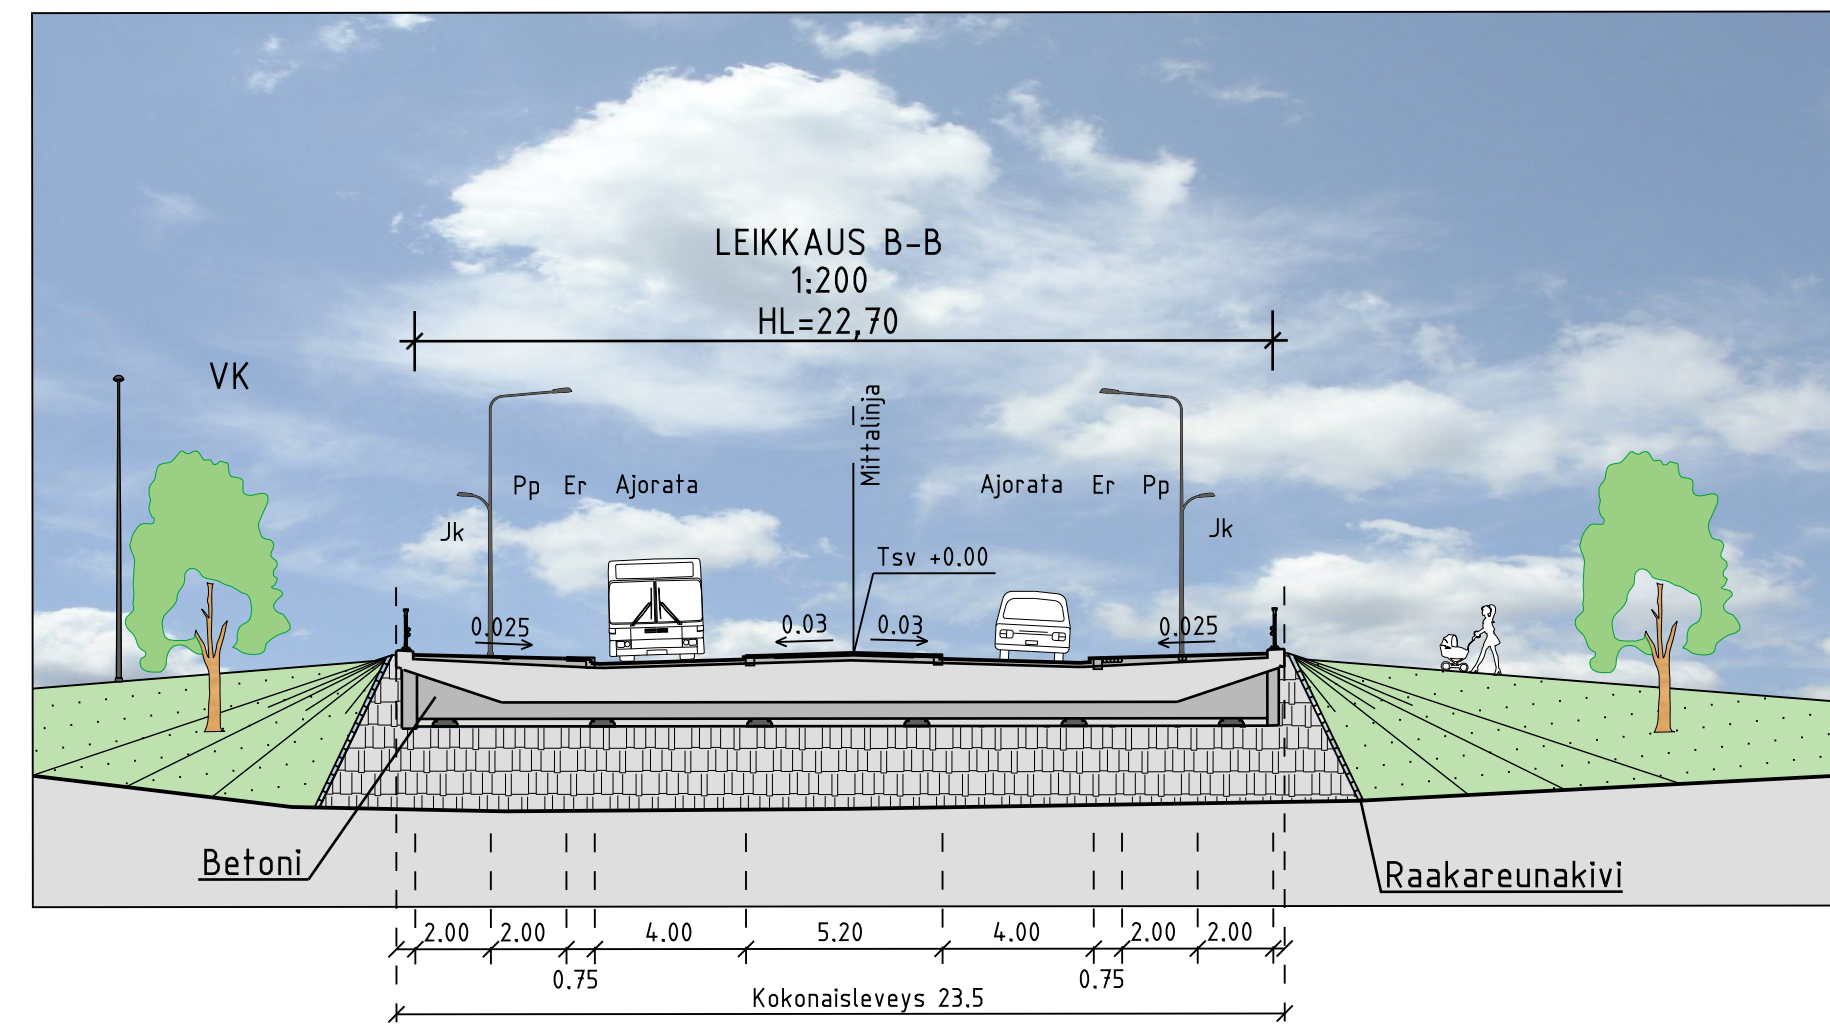 LEIKKAUS B-B
1:200
HL=22,70
VK
Mittalinja
Pp Er Ajorata
Ajorata Er Pp
Jk
Jk
Tsv +0.00
0.025
0.03
0.03
0.025
Betoni
Raakareunakivi
2.00 2.00 4.00 5.20 4.00 2.00 2.00
0.75 0.75
Kokonaisleveys 23.5